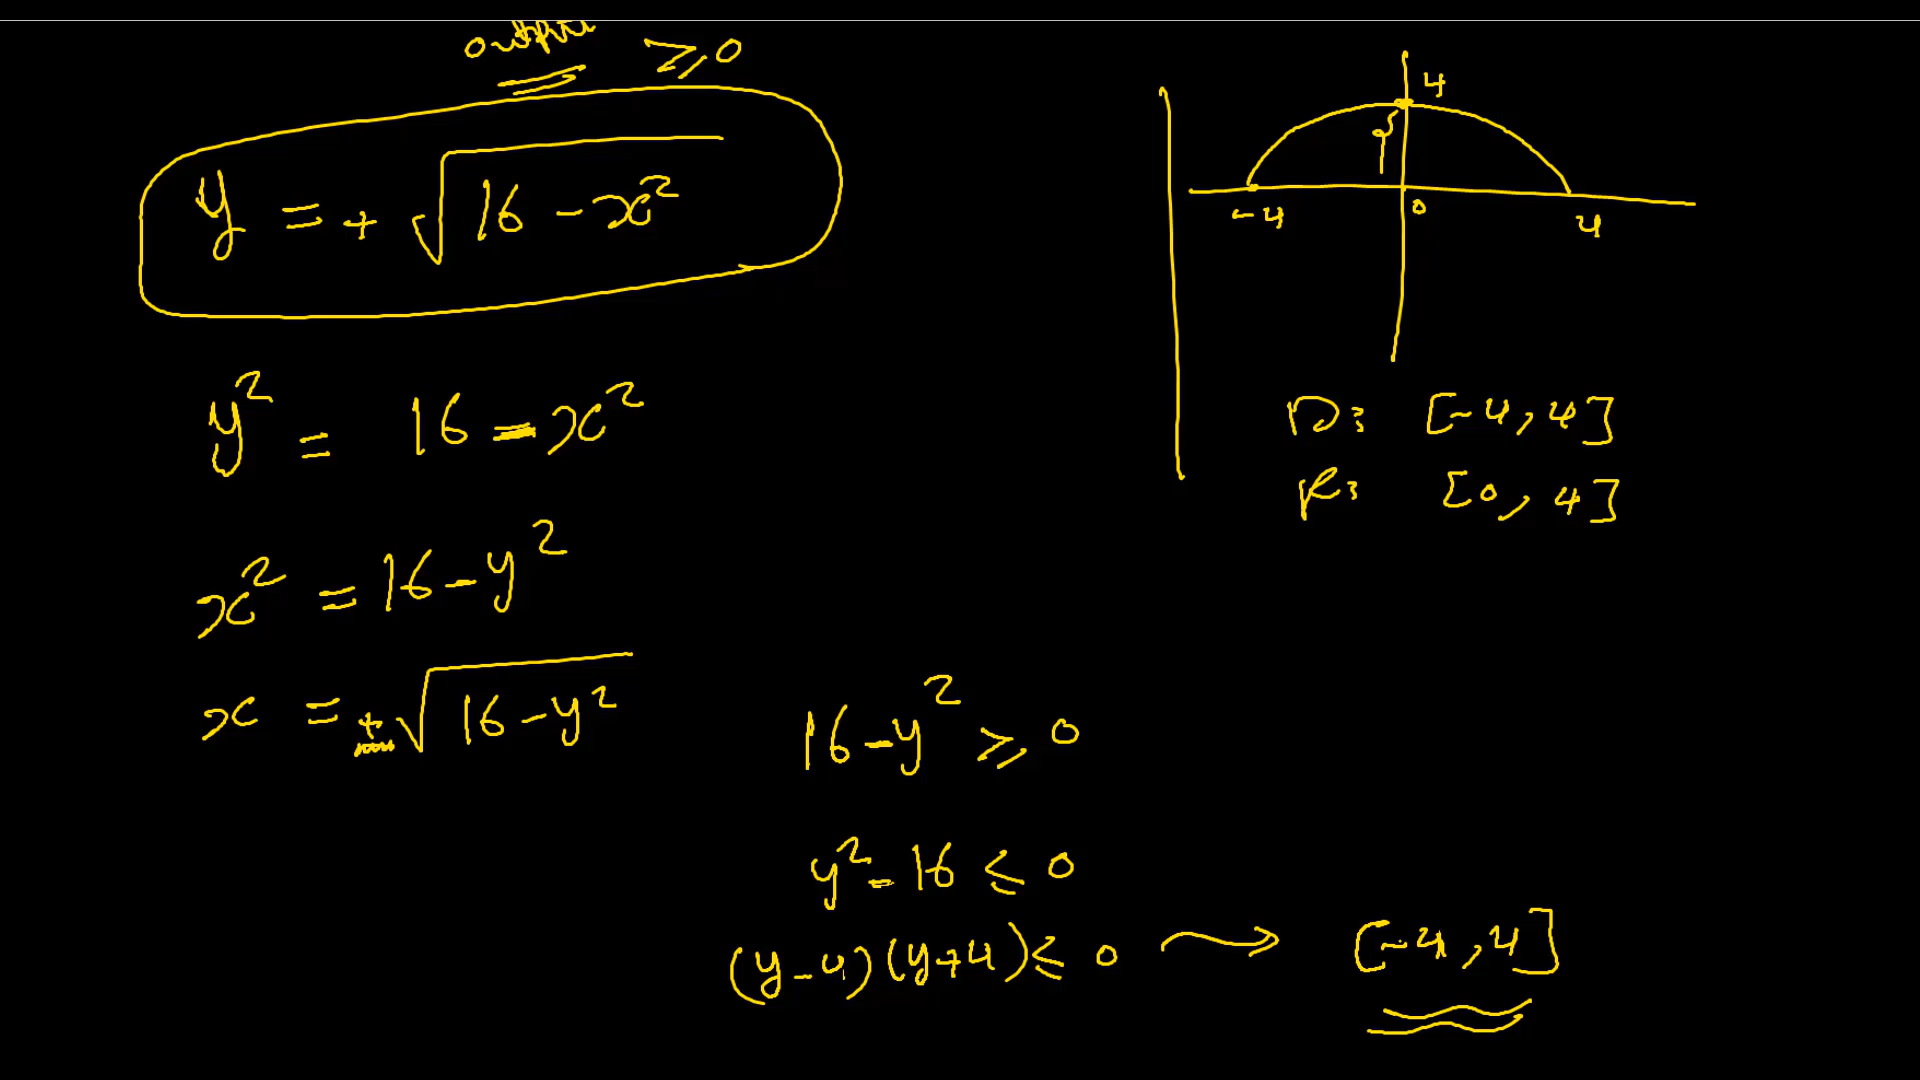 output ≥ 0
y = + √(16 - x²)
y² = 16 - x²
x² = 16 - y²
x = ± √(16 - y²)
16 - y² ≥ 0
y² - 16 ≤ 0
(y - 4)(y + 4) ≤ 0 → [-4, 4]
4
-4 0 4
D: [-4, 4]
R: [0, 4]